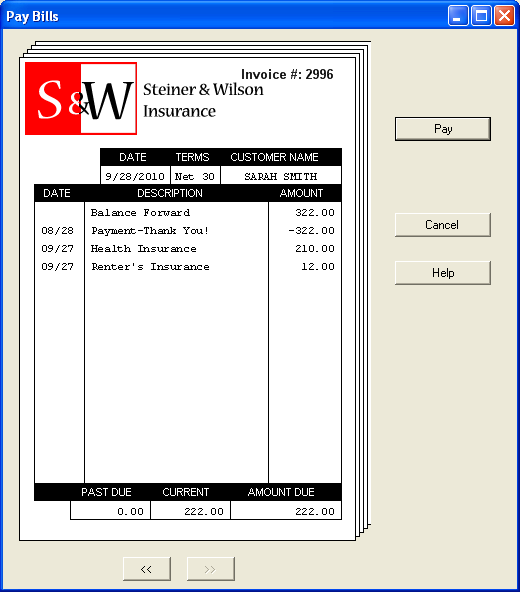 Pay Bills
S&W
Steiner & Wilson
Insurance
Invoice #: 2996
DATE TERMS CUSTOMER NAME
9/28/2010 Net 30 SARAH SMITH
DATE DESCRIPTION AMOUNT
Balance Forward 322.00
08/28 Payment-Thank You! -322.00
09/27 Health Insurance 210.00
09/27 Renter's Insurance 12.00
PAST DUE CURRENT AMOUNT DUE
0.00 222.00 222.00
<< >>
Pay
Cancel
Help